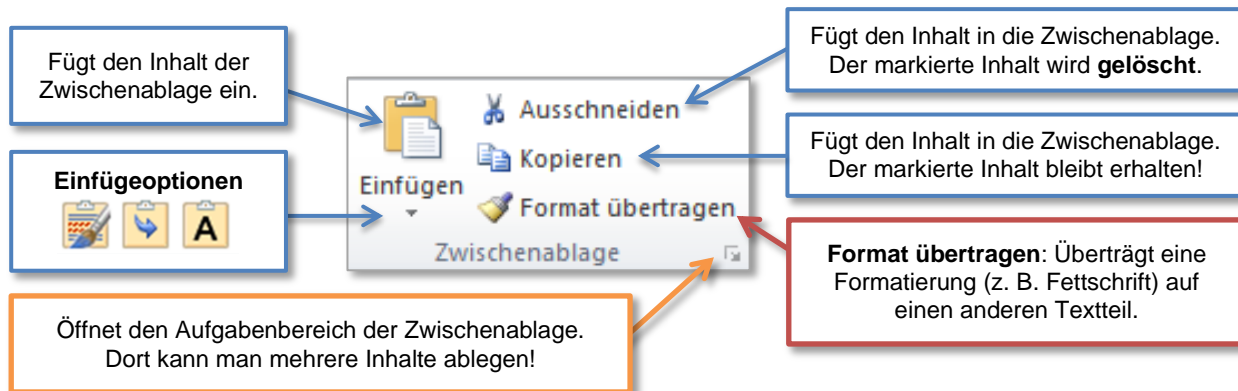 Fügt den Inhalt der
Zwischenablage ein.
Einfügeoptionen
A
Einfügen
Ausschneiden
Kopieren
Format übertragen
Zwischenablage
Fügt den Inhalt in die Zwischenablage.
Der markierte Inhalt wird gelöscht.
Fügt den Inhalt in die Zwischenablage.
Der markierte Inhalt bleibt erhalten!
Format übertragen: Überträgt eine
Formatierung (z. B. Fettschrift) auf
einen anderen Textteil.
Öffnet den Aufgabenbereich der Zwischenablage.
Dort kann man mehrere Inhalte ablegen!